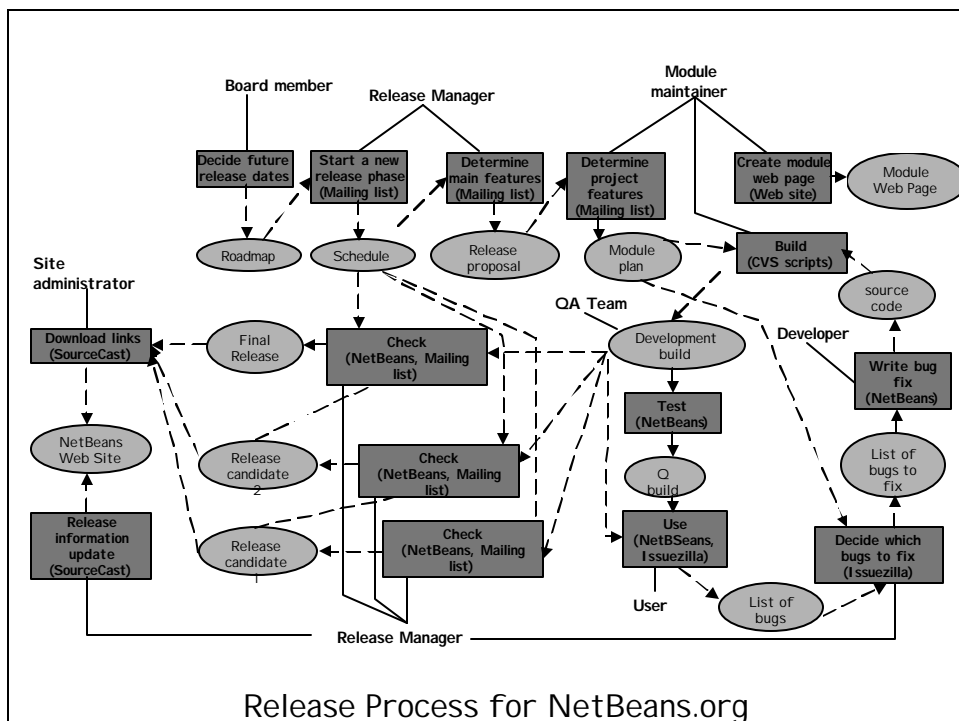 Board member
Release Manager
Module
maintainer
Decide future
release dates
Start a new
release phase
(Mailing list)
Determine
main features
(Mailing list)
Determine
project
features
(Mailing list)
Create module
web page
(Web site)
Module
Web Page
Roadmap
Schedule
Release
proposal
Module
plan
Build
(CVS scripts)
Site
administrator
source
code
QA Team
Developer
Download links
(SourceCast)
Final
Release
Check
(NetBeans, Mailing
list)
Development
build
Write bug
fix
(NetBeans)
Test
(NetBeans)
NetBeans
Web Site
Release
candidate
2
Check
(NetBeans, Mailing
list)
Q
build
List of
bugs to
fix
Release
information
update
(SourceCast)
Release
candidate
1
Check
(NetBeans, Mailing
list)
Use
(NetBSeans,
Issuezilla)
Decide which
bugs to fix
(Issuezilla)
User
List of
bugs
Release Manager
Release Process for NetBeans.org